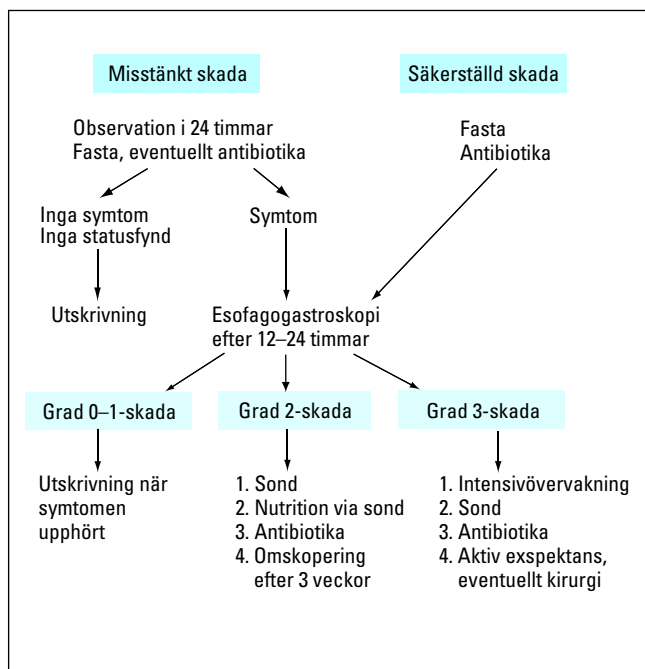 Misstänkt skada
Säkerställd skada
Observation i 24 timmar
Fasta, eventuellt antibiotika
Fasta
Antibiotika
Inga symtom
Inga statusfynd
Symtom
Utskrivning
Esofagogastroskopi
efter 12–24 timmar
Grad 0–1-skada
Grad 2-skada
Grad 3-skada
Utskrivning när
symtomen
upphört
1. Sond
2. Nutrition via sond
3. Antibiotika
4. Omskopering
efter 3 veckor
1. Intensivövervakning
2. Sond
3. Antibiotika
4. Aktiv exspektans,
eventuellt kirurgi